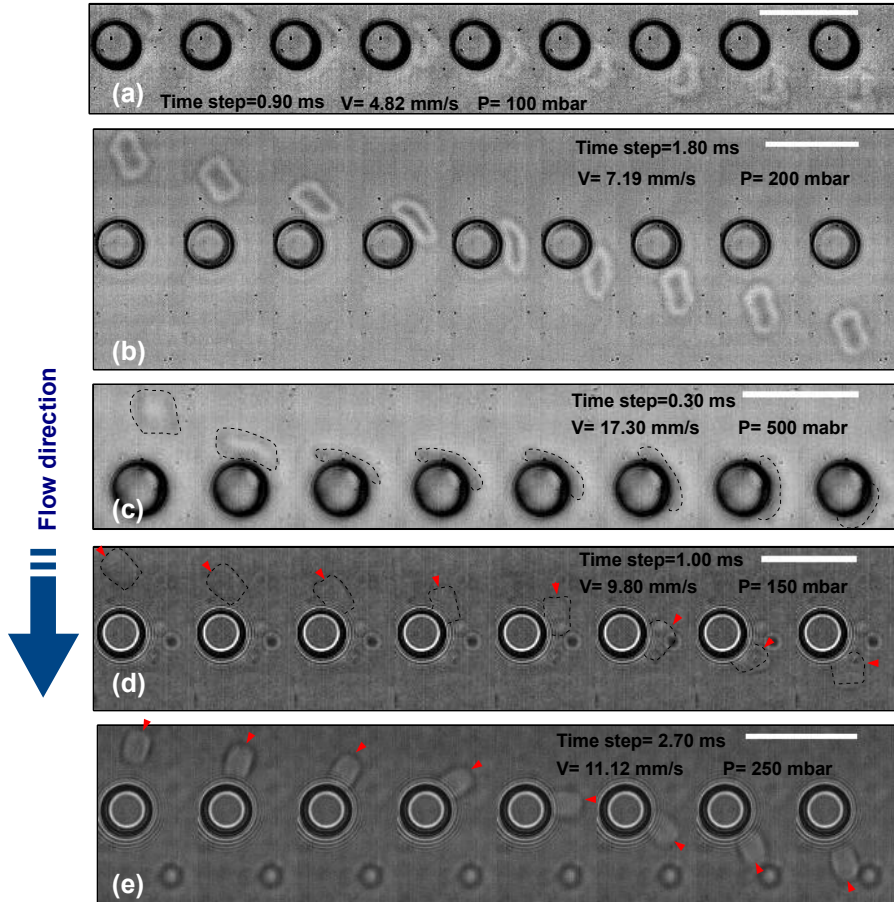 (a)
Time step=0.90 ms V= 4.82 mm/s P= 100 mbar
Time step=1.80 ms
V= 7.19 mm/s P= 200 mbar
(b)
Flow direction
Time step=0.30 ms
V= 17.30 mm/s P= 500 mabr
(c)
Time step=1.00 ms
V= 9.80 mm/s P= 150 mbar
(d)
Time step= 2.70 ms
V= 11.12 mm/s P= 250 mbar
(e)